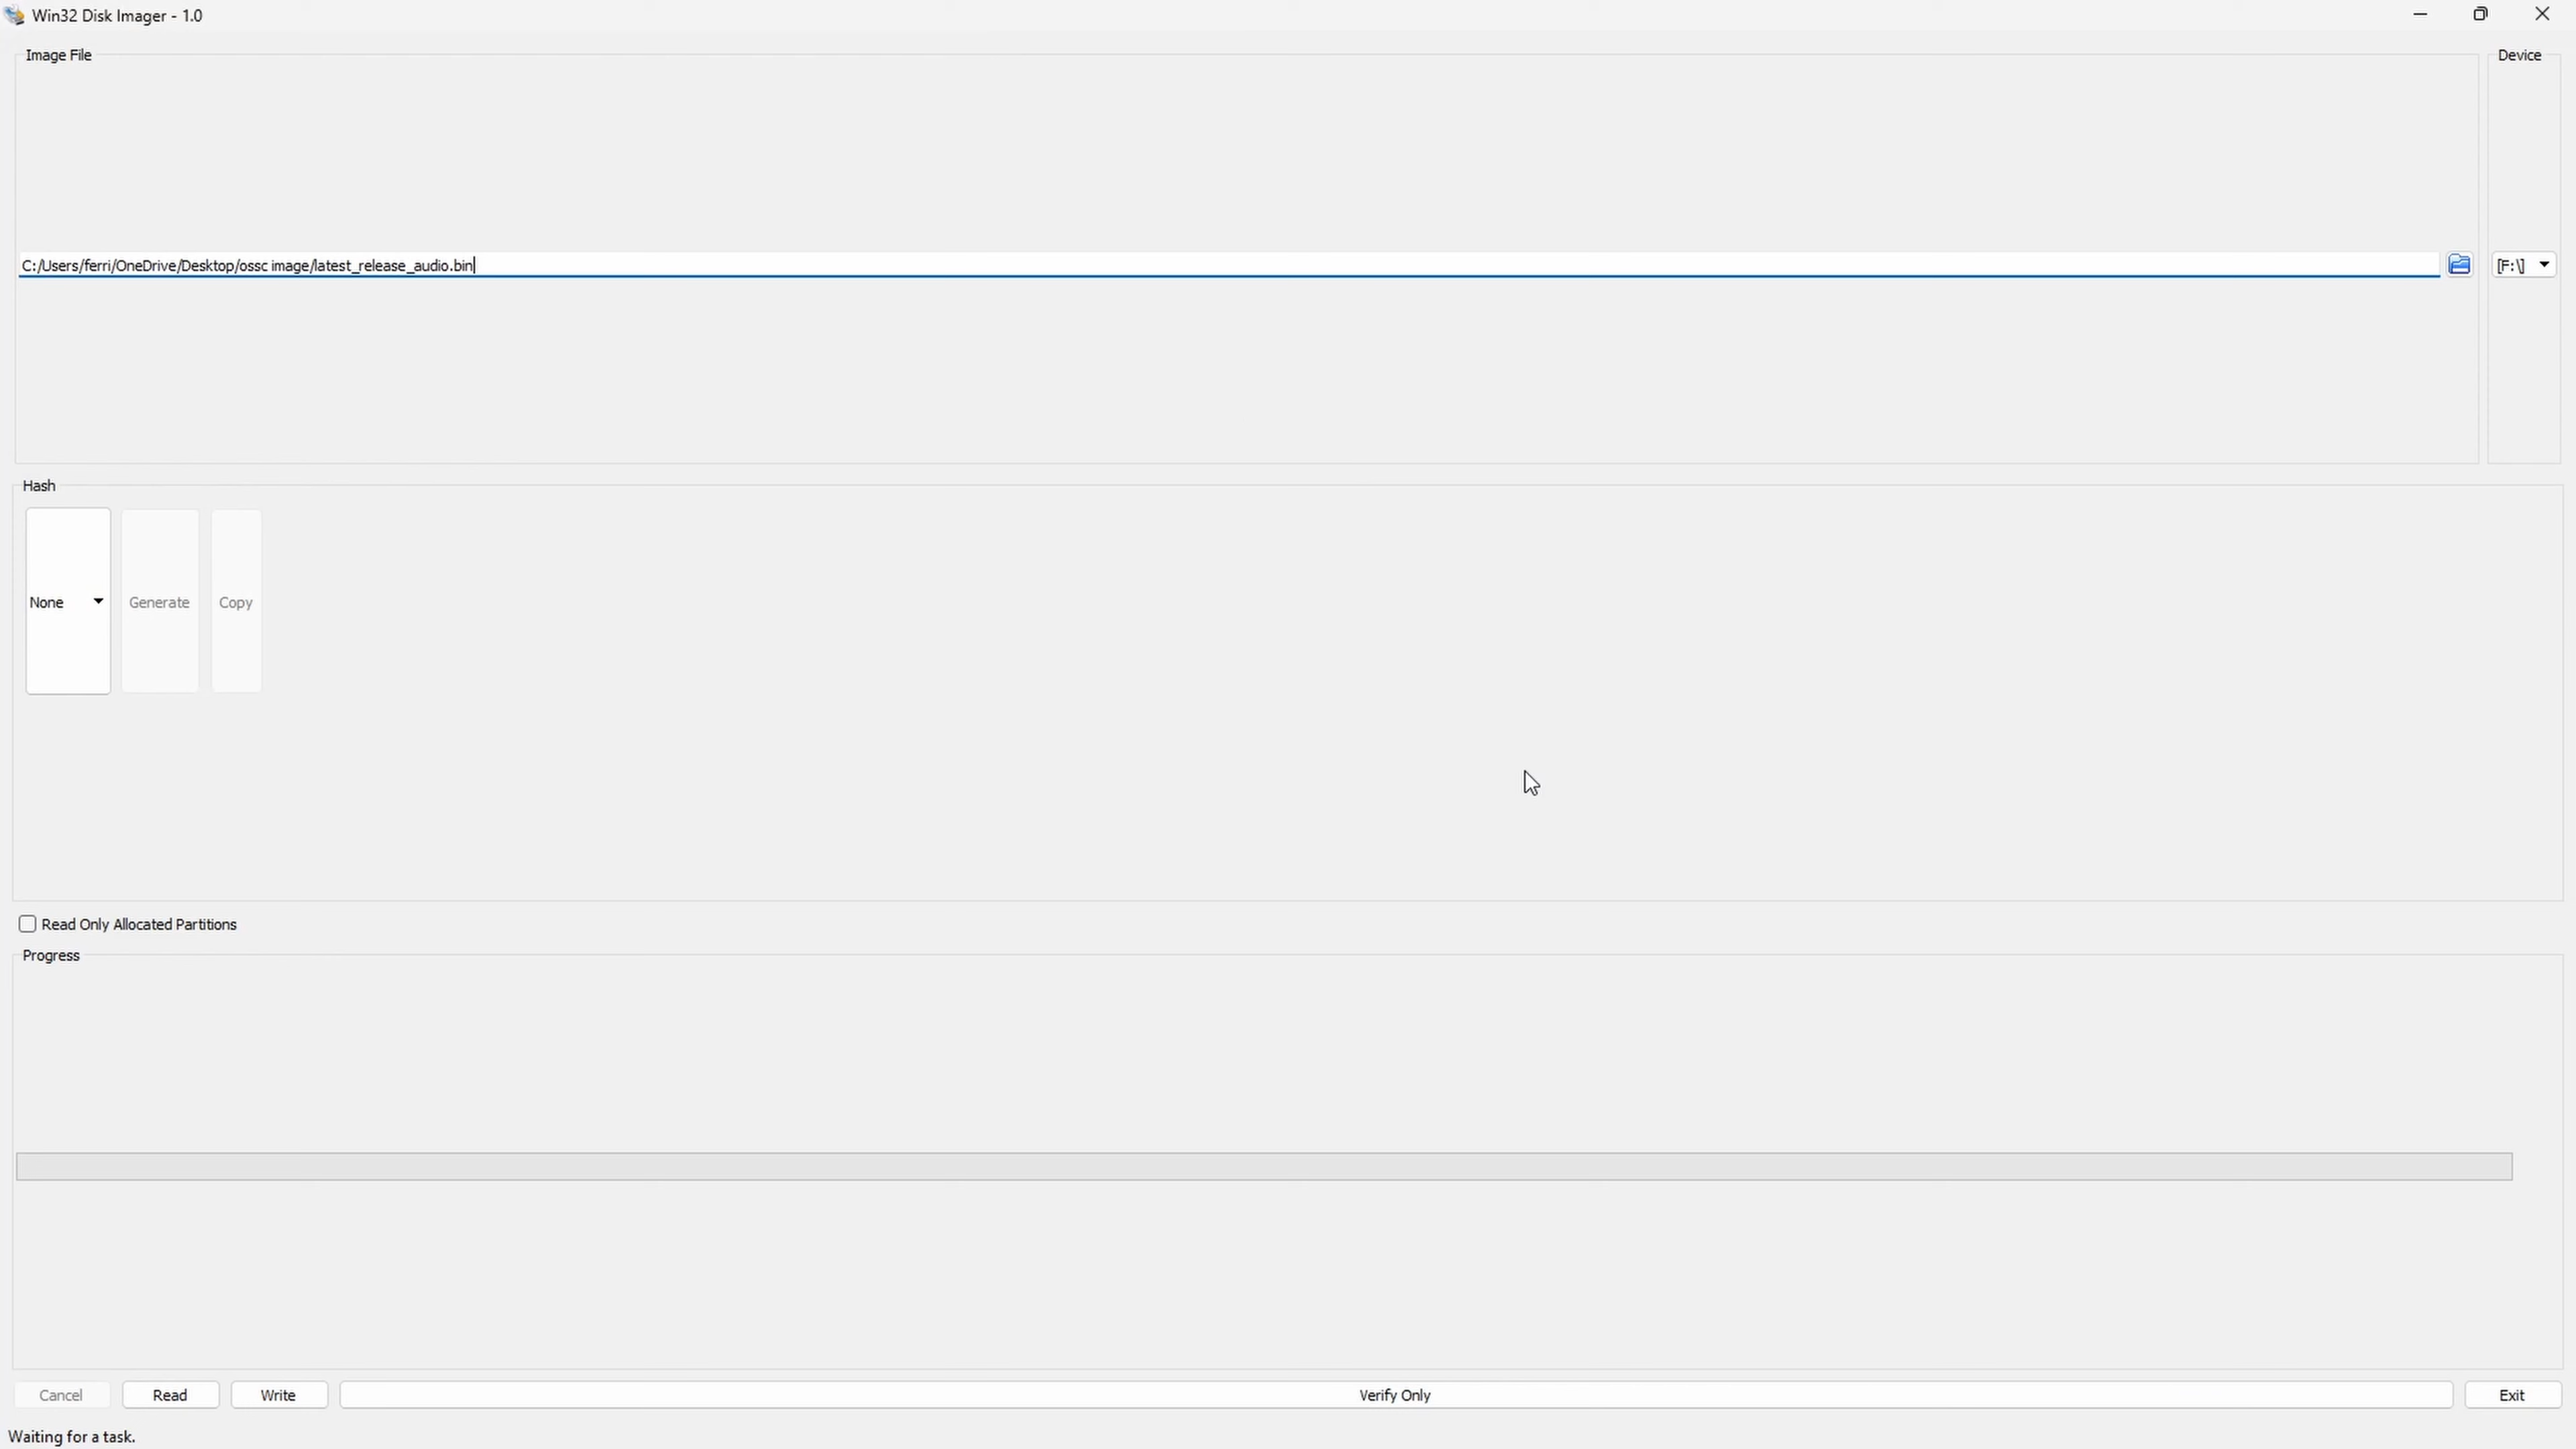 Win32 Disk Imager - 1.0
Image File
Device
C:/Users/ferri/OneDrive/Desktop/ossc image/latest_release_audio.bin
[F:\]
Hash
None
Generate
Copy
Read Only Allocated Partitions
Progress
Cancel
Read
Write
Verify Only
Exit
Waiting for a task.